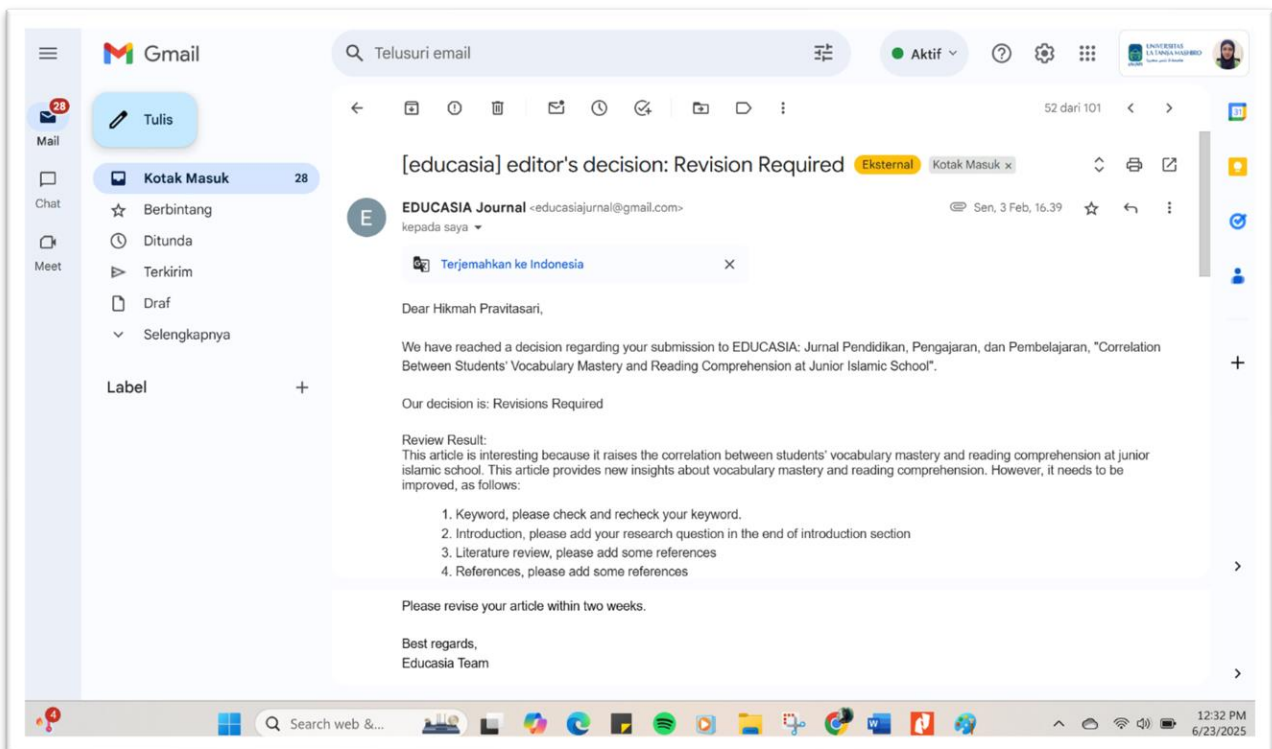 Gmail
Telusuri email
Aktif
UNIVERSITAS
LA TANSA MASHIRO
28
Mail
Chat
Meet
Tulis
Kotak Masuk 28
Berbintang
Ditunda
Terkirim
Draf
Selengkapnya
Label
52 dari 101
31
[educasia] editor's decision: Revision Required Eksternal Kotak Masuk x
E
EDUCASIA Journal <educasiajurnal@gmail.com>
Sen, 3 Feb, 16.39
kepada saya
Terjemahkan ke Indonesia
Dear Hikmah Pravitasari,
We have reached a decision regarding your submission to EDUCASIA: Jurnal Pendidikan, Pengajaran, dan Pembelajaran, "Correlation
Between Students' Vocabulary Mastery and Reading Comprehension at Junior Islamic School".
Our decision is: Revisions Required
Review Result:
This article is interesting because it raises the correlation between students' vocabulary mastery and reading comprehension at junior
islamic school. This article provides new insights about vocabulary mastery and reading comprehension. However, it needs to be
improved, as follows:
1. Keyword, please check and recheck your keyword.
2. Introduction, please add your research question in the end of introduction section
3. Literature review, please add some references
4. References, please add some references
Please revise your article within two weeks.
Best regards,
Educasia Team
4
Search web &...
12:32 PM
6/23/2025